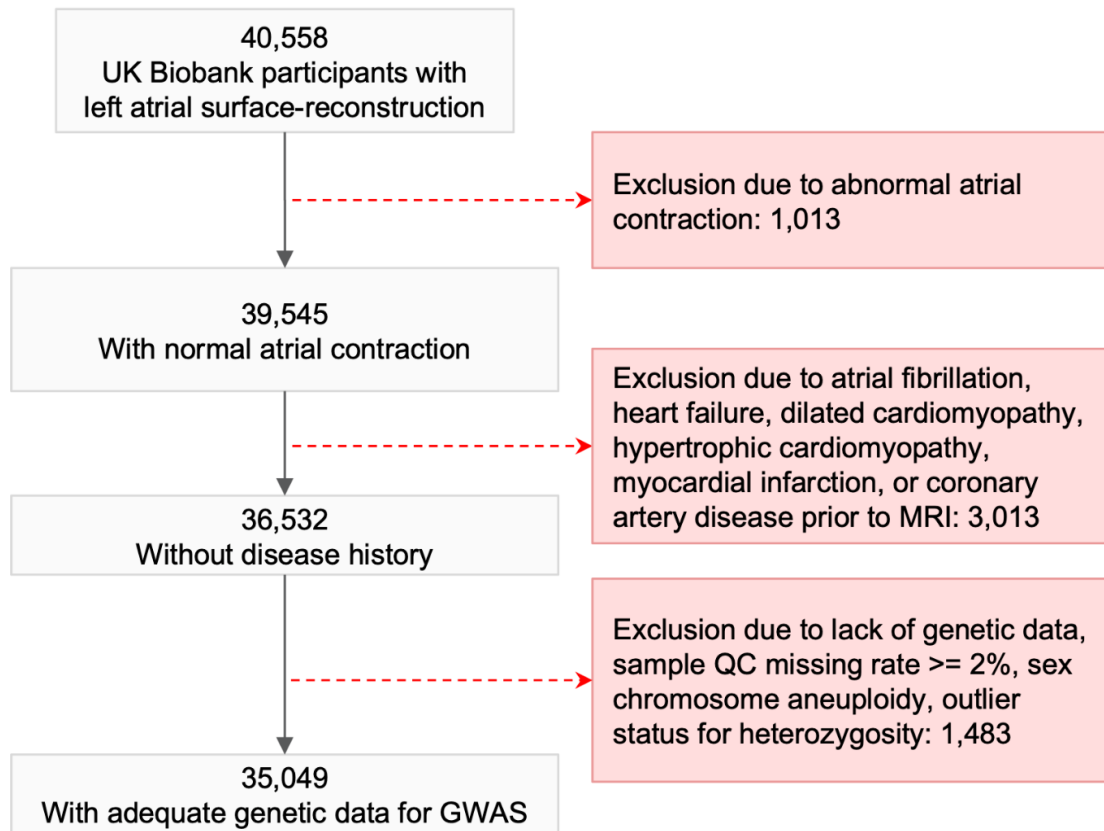 40,558
UK Biobank participants with
left atrial surface-reconstruction
Exclusion due to abnormal atrial
contraction: 1,013
39,545
With normal atrial contraction
Exclusion due to atrial fibrillation,
heart failure, dilated cardiomyopathy,
hypertrophic cardiomyopathy,
myocardial infarction, or coronary
artery disease prior to MRI: 3,013
36,532
Without disease history
Exclusion due to lack of genetic data,
sample QC missing rate >= 2%, sex
chromosome aneuploidy, outlier
status for heterozygosity: 1,483
35,049
With adequate genetic data for GWAS